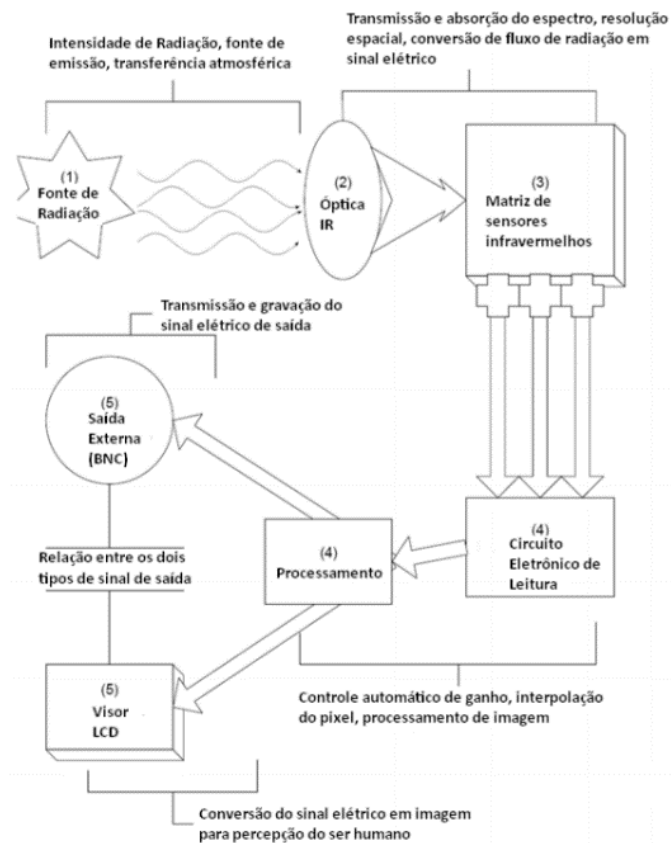 Intensidade de Radiação, fonte de
emissão, transferência atmosférica
Transmissão e absorção do espectro, resolução
espacial, conversão de fluxo de radiação em
sinal elétrico
(1)
Fonte de
Radiação
(2)
Óptica
IR
(3)
Matriz de
sensores
infravermelhos
Transmissão e gravação do
sinal elétrico de saída
(5)
Saída
Externa
(BNC)
(4)
Processamento
(4)
Circuito
Eletrônico de
Leitura
Relação entre os dois
tipos de sinal de saída
(5)
Visor
LCD
Controle automático de ganho, interpolação
do pixel, processamento de imagem
Conversão do sinal elétrico em imagem
para percepção do ser humano